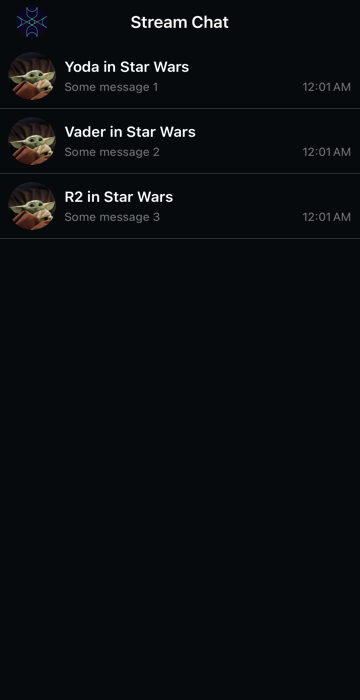 Stream Chat
Yoda in Star Wars
Some message 1
12:01 AM
Vader in Star Wars
Some message 2
12:01 AM
R2 in Star Wars
Some message 3
12:01 AM